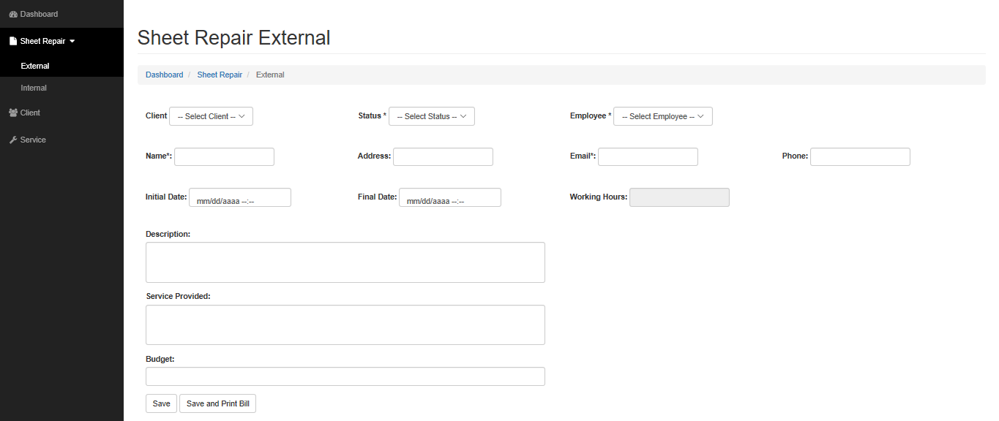 Dashboard
Sheet Repair
External
Internal
Client
Service
Sheet Repair External
Dashboard / Sheet Repair / External
Client -- Select Client -- Status * -- Select Status -- Employee * -- Select Employee --
Name*: Address: Email*: Phone:
Initial Date: mm/dd/aaaa --:-- Final Date: mm/dd/aaaa --:-- Working Hours:
Description:
Service Provided:
Budget:
Save Save and Print Bill